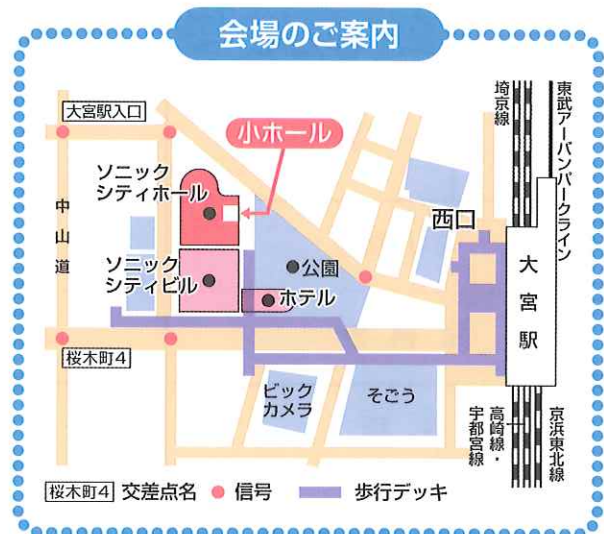 会場のご案内
大宮駅入口
小ホール
ソニック
シティホール
埼京線
東武アーバンパークライン
西口
中山道
ソニック
シティビル
公園
ホテル
大宮駅
桜木町4
ビック
カメラ
そごう
高崎線・
宇都宮線
京浜東北線
桜木町4 交差点名 信号 歩行デッキ